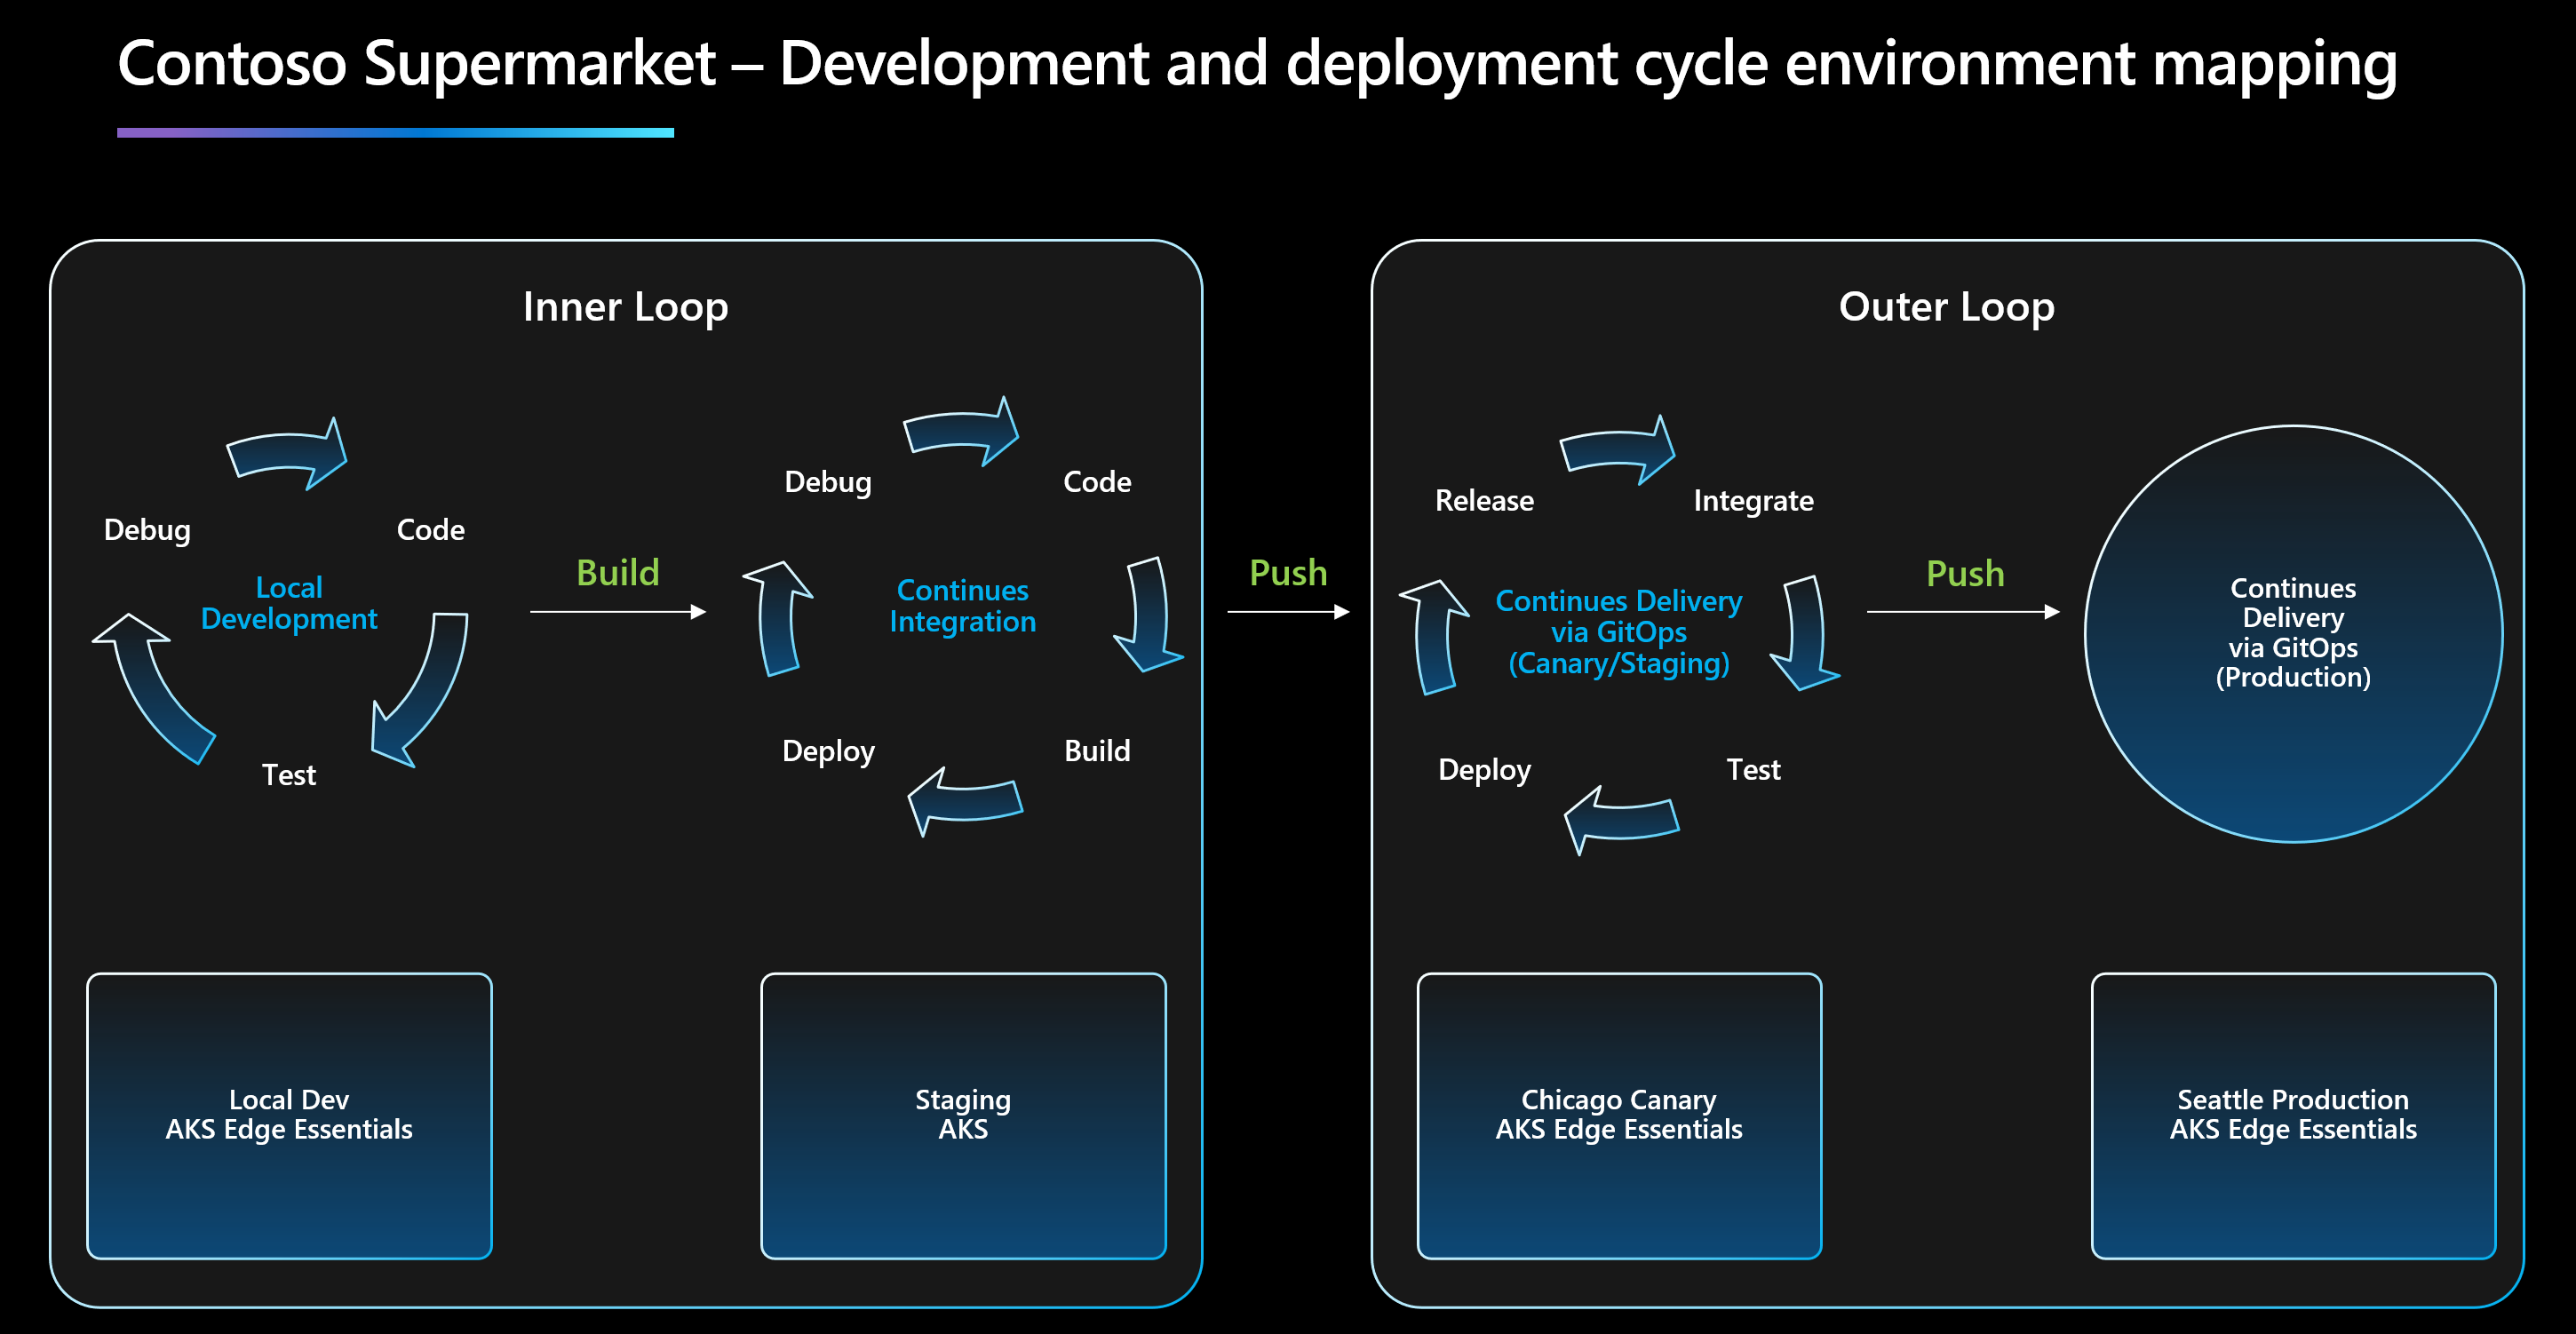 Contoso Supermarket – Development and deployment cycle environment mapping
Inner Loop
Debug
Code
Local
Development
Test
Build
Debug
Code
Continues
Integration
Deploy
Build
Local Dev
AKS Edge Essentials
Staging
AKS
Push
Outer Loop
Release
Integrate
Continues Delivery
via GitOps
(Canary/Staging)
Deploy
Test
Push
Continues
Delivery
via GitOps
(Production)
Chicago Canary
AKS Edge Essentials
Seattle Production
AKS Edge Essentials